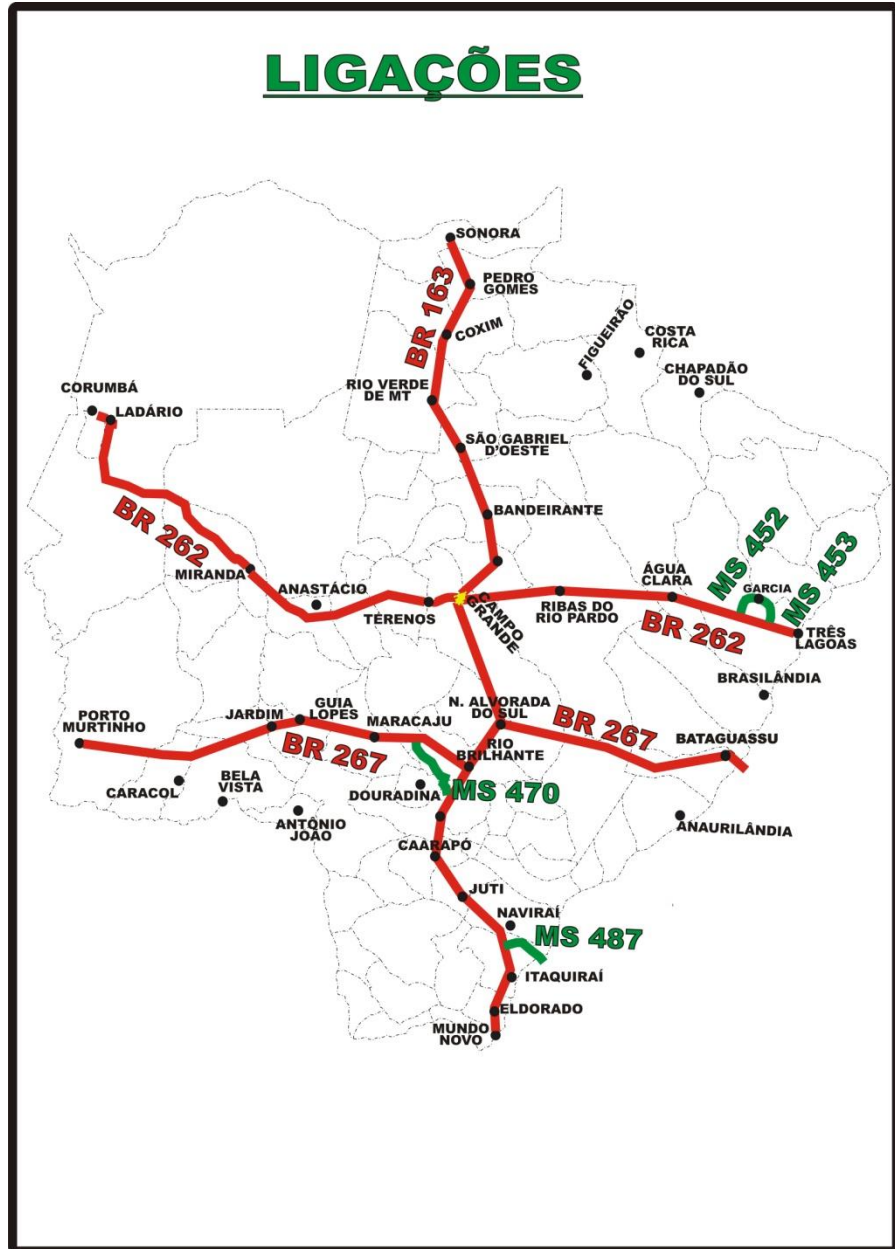 LIGAÇÕES
SONORA
BR 163
PEDRO
GOMES
COXIM
FIGUEIRÃO
COSTA
RICA
CHAPADÃO
DO SUL
RIO VERDE
DE MT
CORUMBÁ
LADÁRIO
SÃO GABRIEL
D'OESTE
BR 262
BANDEIRANTE
MS 452
MS 453
MIRANDA
ANASTÁCIO
TERENOS
CAMPO
GRANDE
RIBAS DO
RIO PARDO
ÁGUA
CLARA
GARCIA
BR 262
TRÊS
LAGOAS
BRASILÂNDIA
PORTO
MURTINHO
JARDIM
GUIA
LOPES
MARACAJU
N. ALVORADA
DO SUL
BR 267
BATAGUASSU
BR 267
RIO
BRILHANTE
CARACOL
BELA
VISTA
ANTÔNIO
JOÃO
DOURADINA
MS 470
ANAURILÂNDIA
CAARAPÓ
JUTI
NAVIRAÍ
MS 487
ITAQUIRAÍ
ELDORADO
MUNDO
NOVO